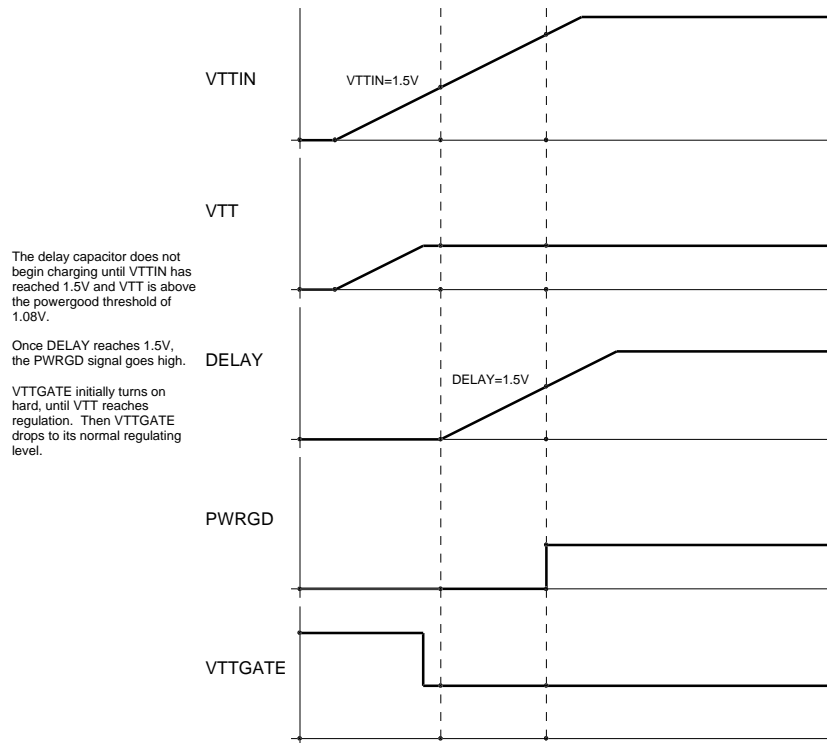 VTTIN
VTTIN=1.5V
VTT
The delay capacitor does not
begin charging until VTTIN has
reached 1.5V and VTT is above
the powergood threshold of
1.08V.
Once DELAY reaches 1.5V,
the PWRGD signal goes high.
VTTGATE initially turns on
hard, until VTT reaches
regulation. Then VTTGATE
drops to its normal regulating
level.
DELAY
DELAY=1.5V
PWRGD
VTTGATE